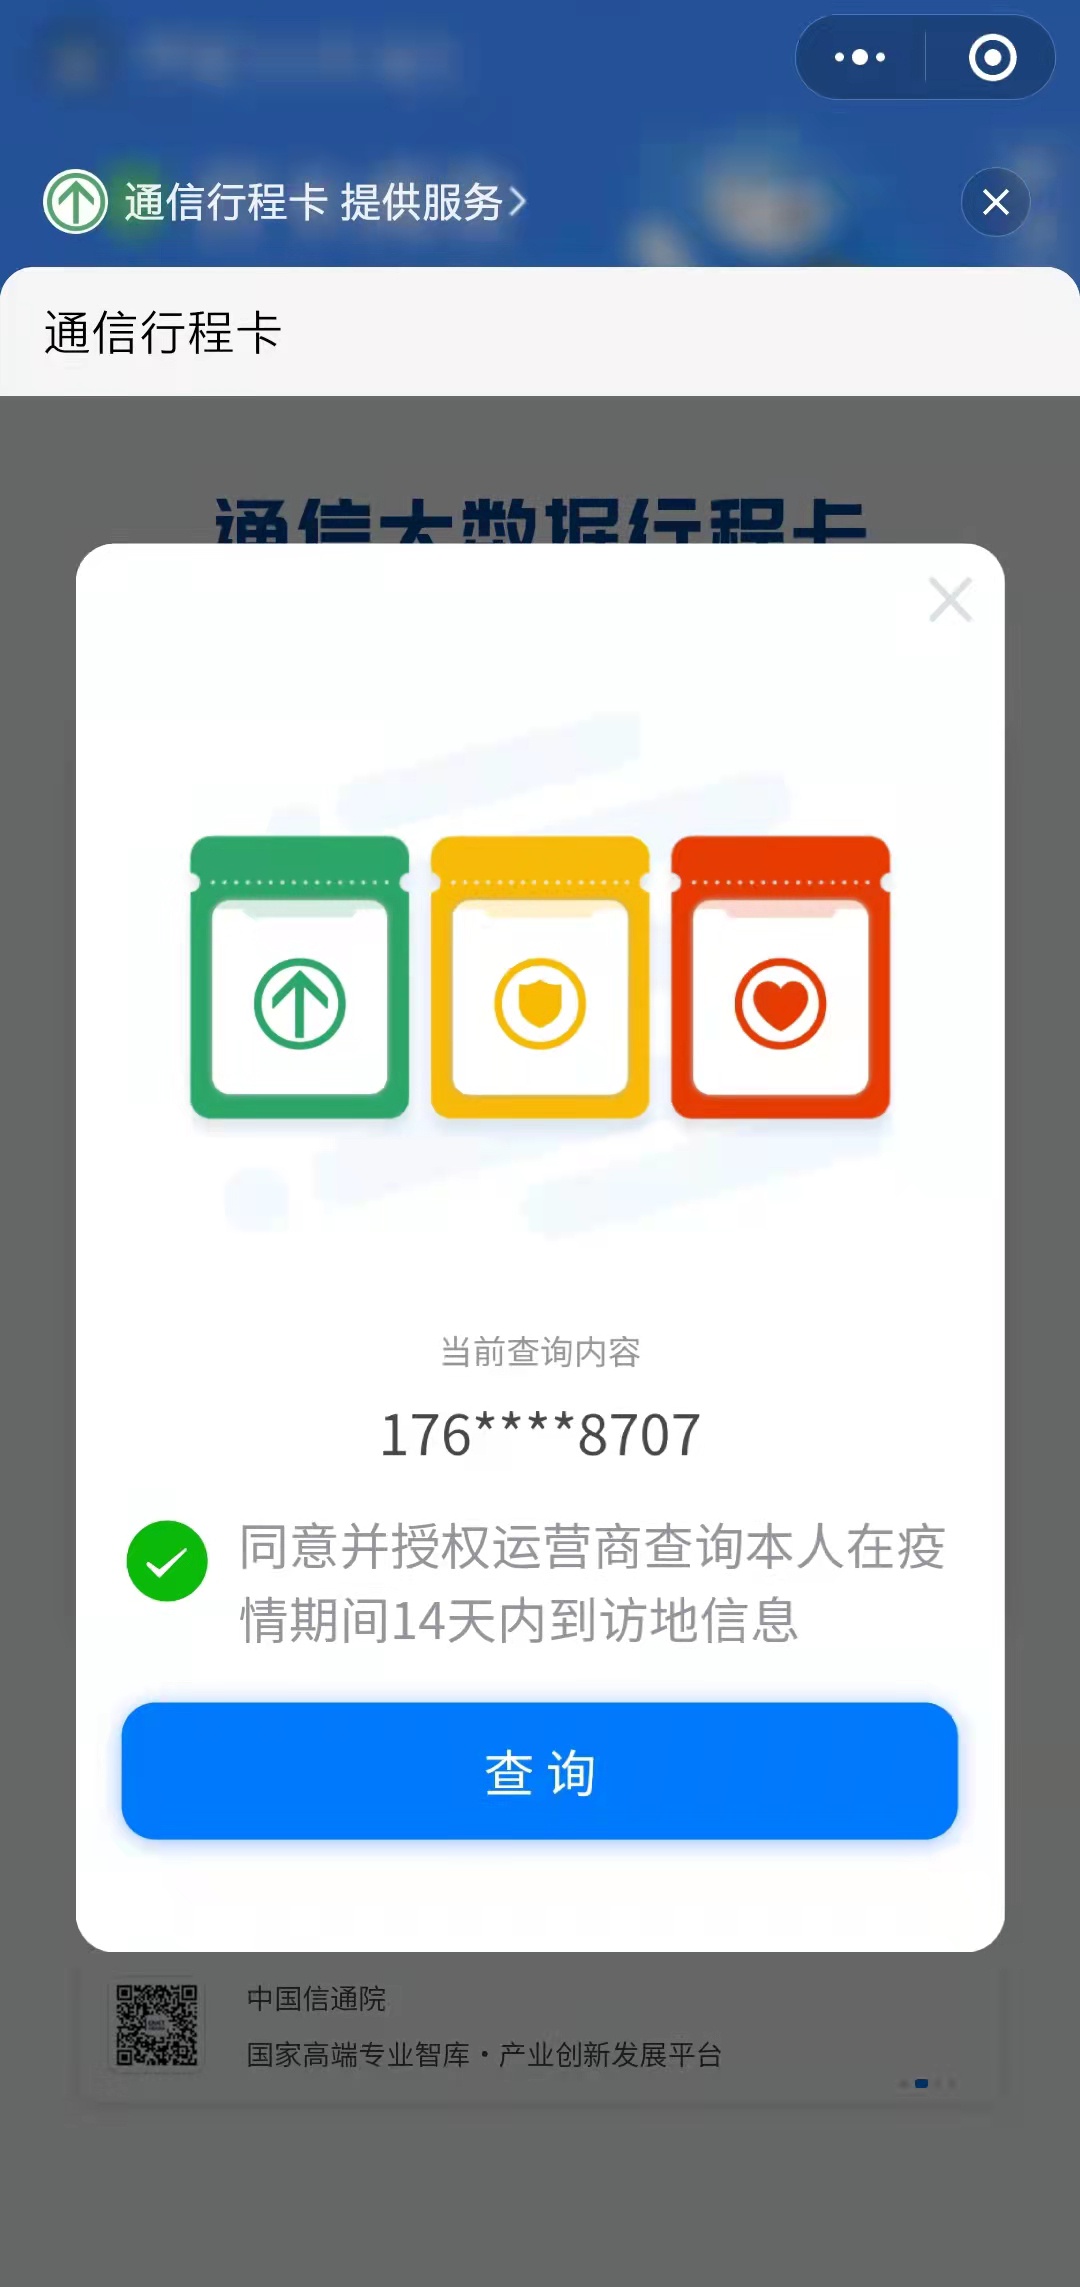 通信行程卡 提供服务
通信行程卡
通信大数据行程卡
当前查询内容
176****8707
同意并授权运营商查询本人在疫
情期间14天内到访地信息
查询
中国信通院
国家高端专业智库·产业创新发展平台